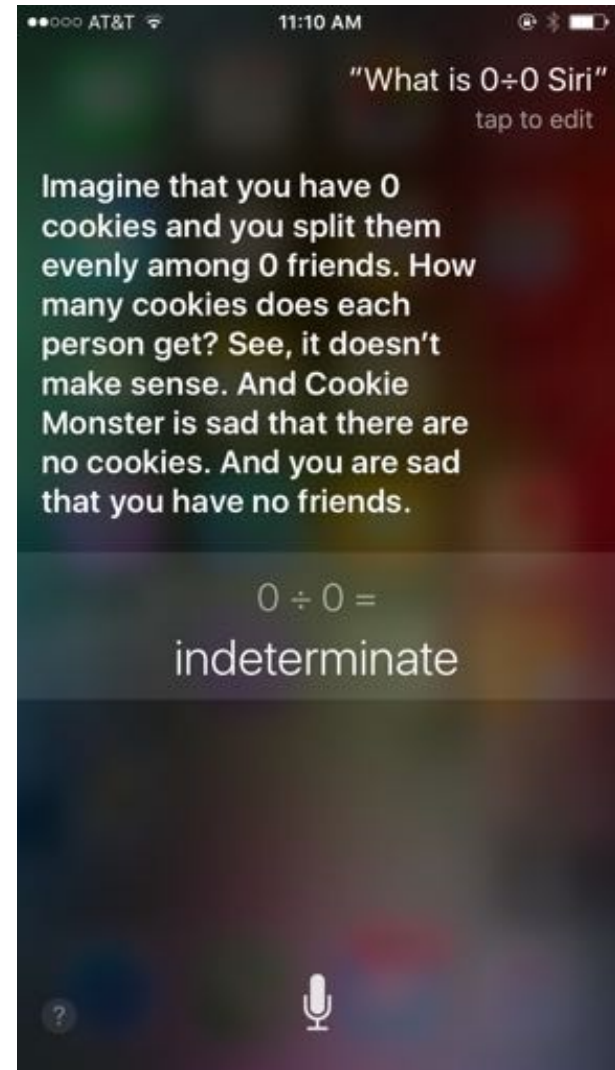 AT&T 11:10 AM
“What is 0÷0 Siri”
tap to edit
Imagine that you have 0
cookies and you split them
evenly among 0 friends. How
many cookies does each
person get? See, it doesn’t
make sense. And Cookie
Monster is sad that there are
no cookies. And you are sad
that you have no friends.
0 ÷ 0 =
indeterminate
?